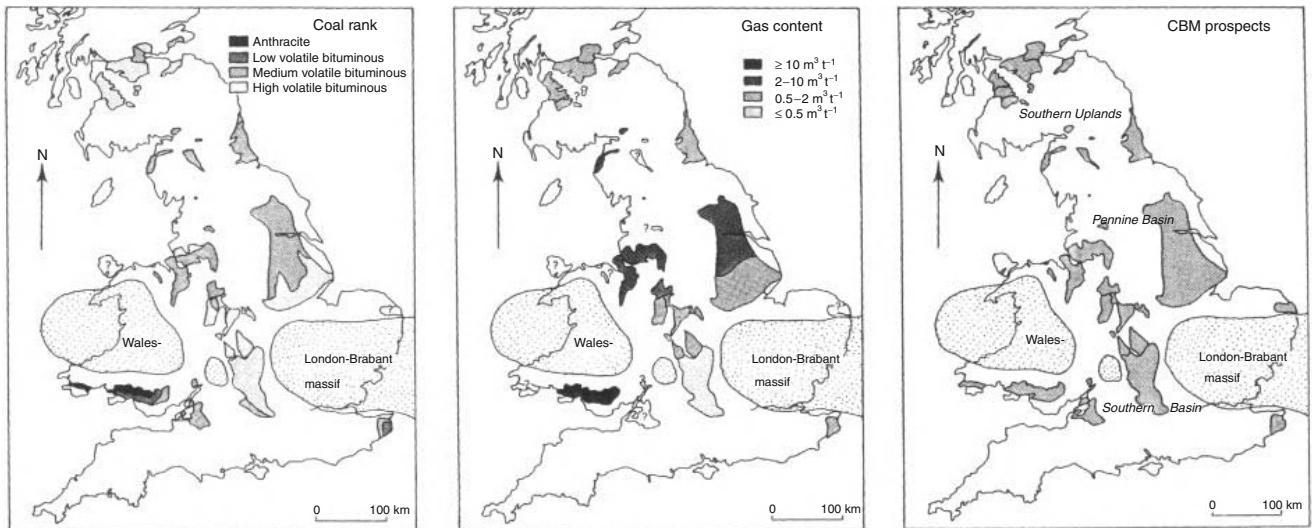 Coal rank
Anthracite
Low volatile bituminous
Medium volatile bituminous
High volatile bituminous
N
?
Wales-
London-Brabant
massif
0
100 km
Gas content
≥ 10 m³ t⁻¹
2–10 m³ t⁻¹
0.5–2 m³ t⁻¹
≤ 0.5 m³ t⁻¹
?
N
?
?
?
Wales-
London-Brabant
massif
?
0
100 km
CBM prospects
Southern Uplands
N
Pennine Basin
Wales-
London-Brabant
massif
Southern Basin
0
100 km